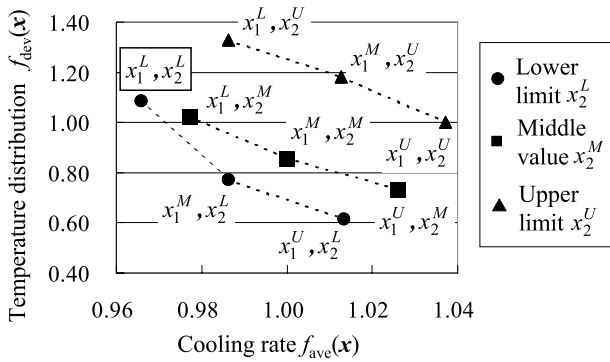 Temperature distribution f_dev(x)
1.40
1.20
1.00
0.80
0.60
0.40
0.96
0.98
1.00
1.02
1.04
Cooling rate f_ave(x)
x_1^L, x_2^U
x_1^M, x_2^U
x_1^L, x_2^L
x_1^L, x_2^M
x_1^M, x_2^M
x_1^U, x_2^U
x_1^M, x_2^L
x_1^U, x_2^M
x_1^U, x_2^L
Lower
limit x_2^L
Middle
value x_2^M
Upper
limit x_2^U